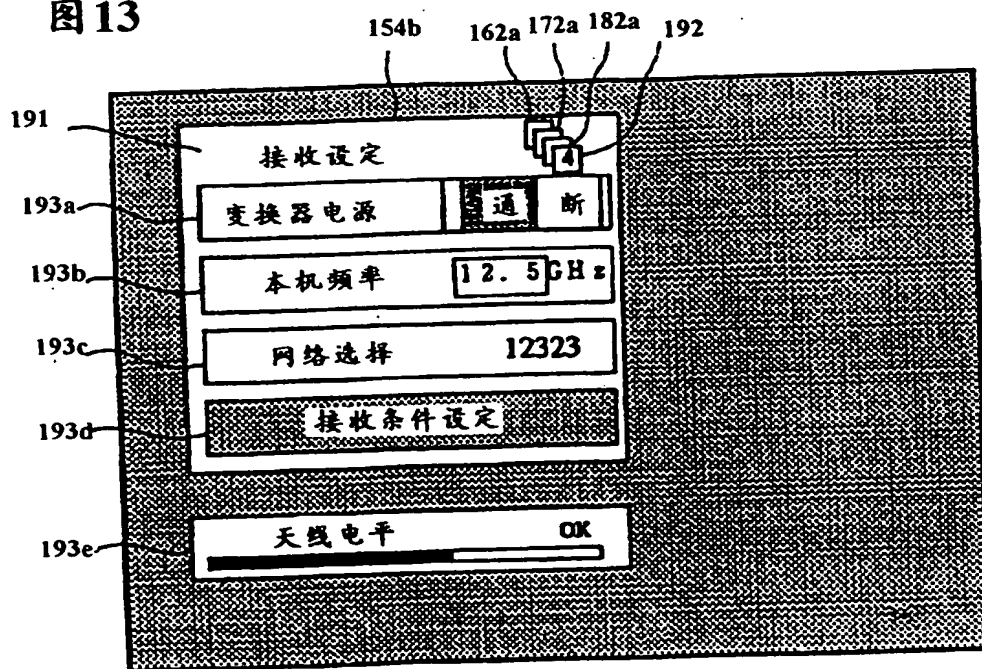 图13
154b 162a 172a 182a 192
191
接收设定 4
193a 变换器电源 通 断
193b 本机频率 12.5GHz
193c 网络选择 12323
193d 接收条件设定
193e 天线电平 OK